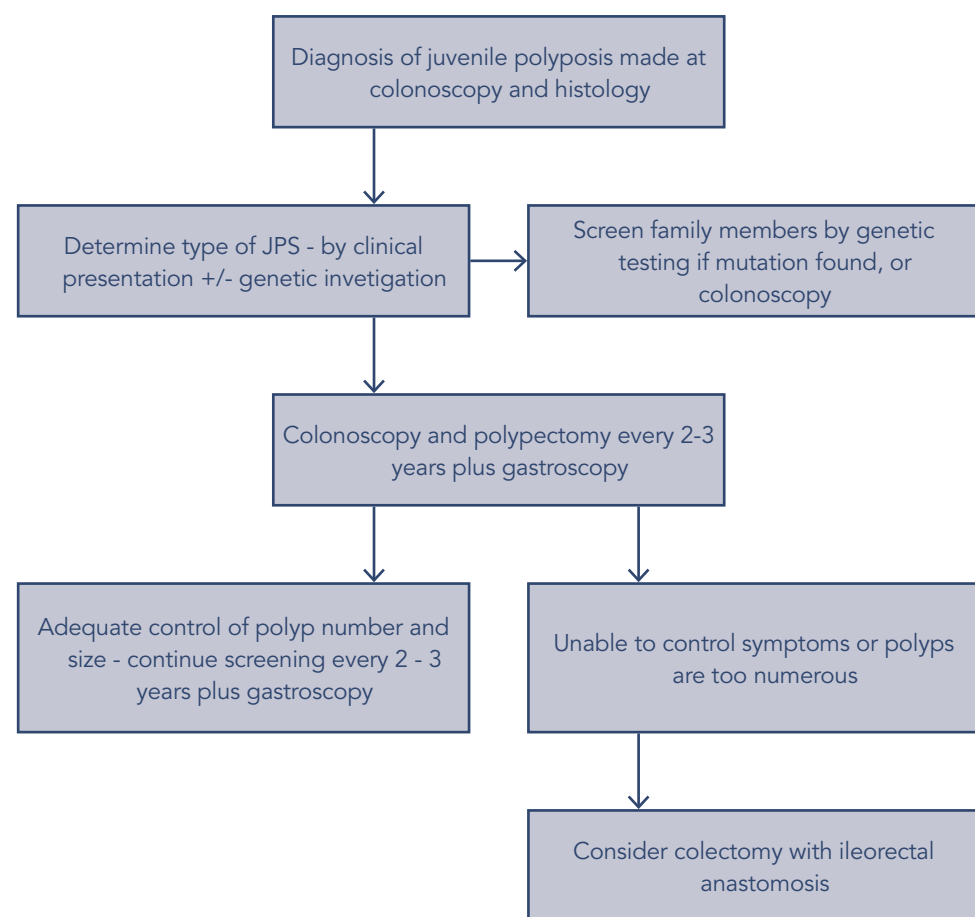 Diagnosis of juvenile polyposis made at
colonoscopy and histology
Determine type of JPS - by clinical
presentation +/- genetic invetigation
Screen family members by genetic
testing if mutation found, or
colonoscopy
Colonoscopy and polypectomy every 2-3
years plus gastroscopy
Adequate control of polyp number and
size - continue screening every 2 - 3
years plus gastroscopy
Unable to control symptoms or polyps
are too numerous
Consider colectomy with ileorectal
anastomosis